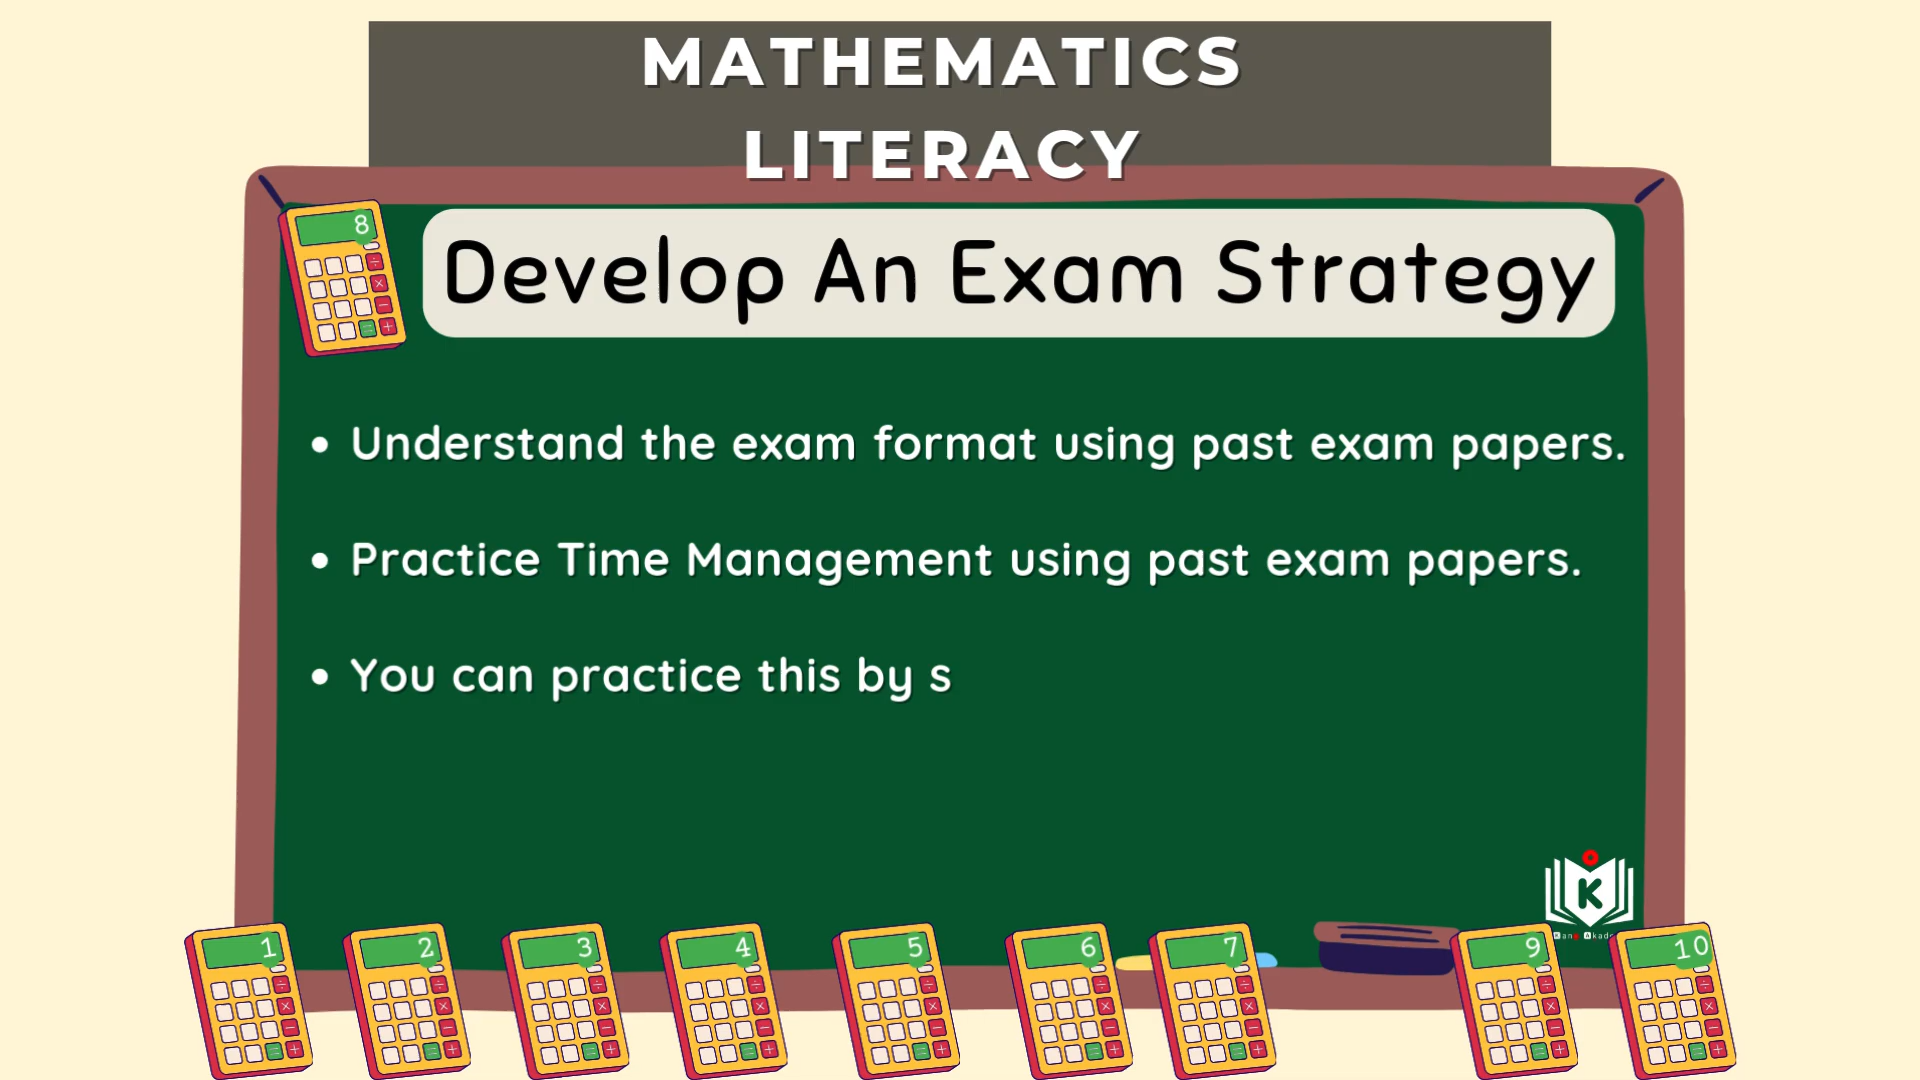 MATHEMATICS
LITERACY
8
Develop An Exam Strategy
• Understand the exam format using past exam papers.
• Practice Time Management using past exam papers.
• You can practice this by s
K
1
2
3
4
5
6
7
9
10